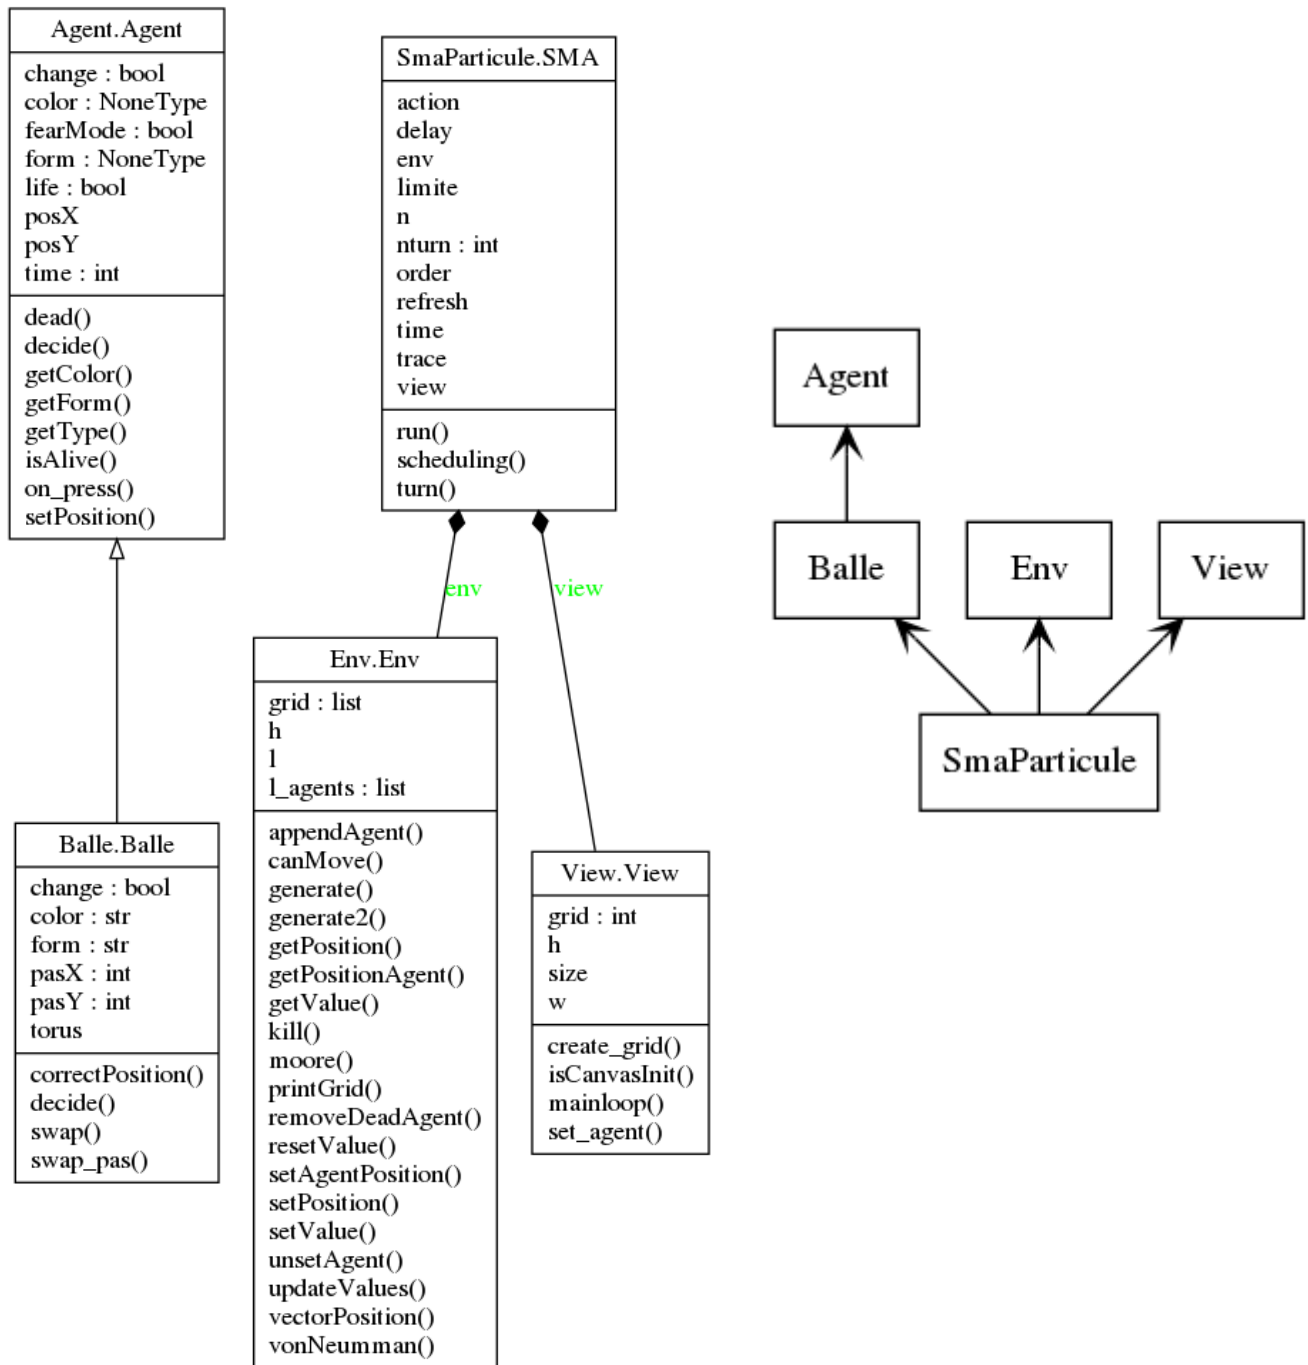 Agent.Agent
change : bool
color : NoneType
fearMode : bool
form : NoneType
life : bool
posX
posY
time : int
dead()
decide()
getColor()
getForm()
getType()
isAlive()
on_press()
setPosition()
SmaParticule.SMA
action
delay
env
limite
n
nturn : int
order
refresh
time
trace
view
run()
scheduling()
turn()
env
view
Balle.Balle
change : bool
color : str
form : str
pasX : int
pasY : int
torus
correctPosition()
decide()
swap()
swap_pas()
Env.Env
grid : list
h
l
l_agents : list
appendAgent()
canMove()
generate()
generate2()
getPosition()
getPositionAgent()
getValue()
kill()
moore()
printGrid()
removeDeadAgent()
resetValue()
setAgentPosition()
setPosition()
setValue()
unsetAgent()
updateValues()
vectorPosition()
vonNeumman()
View.View
grid : int
h
size
w
create_grid()
isCanvasInit()
mainloop()
set_agent()
Agent
Balle
Env
View
SmaParticule